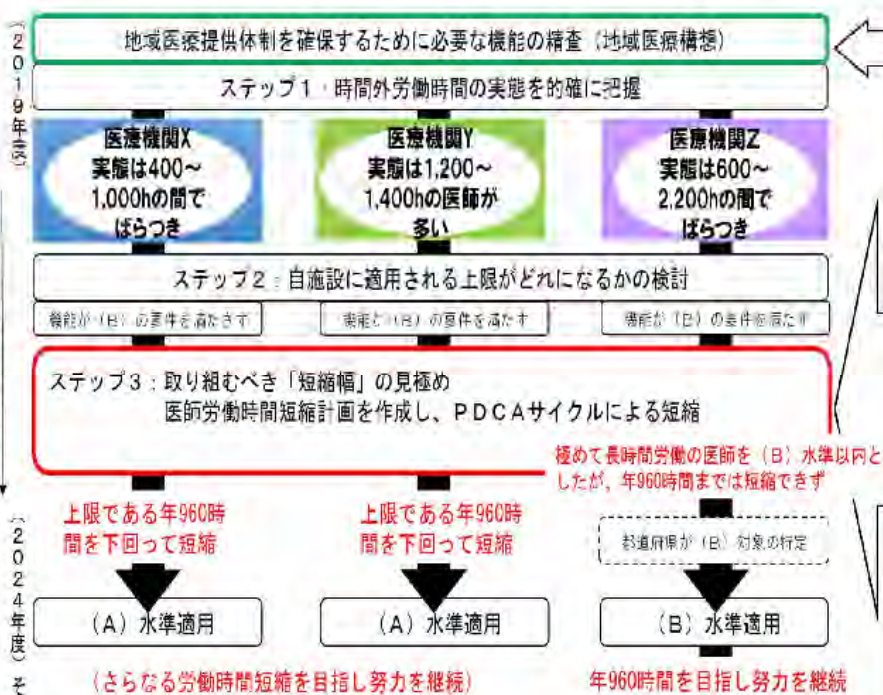 (2019年度)
地域医療提供体制を確保するために必要な機能の精査(地域医療構想)
ステップ1:時間外労働時間の実態を的確に把握
医療機関X
実態は400~
1,000hの間で
ばらつき
医療機関Y
実態は1,200~
1,400hの医師が
多い
医療機関Z
実態は600~
2,200hの間で
ばらつき
ステップ2:自施設に適用される上限がどれになるかの検討
機能が(B)の要件を満たさず
機能が(B)の要件を満たす
機能が(B)の要件を満たす
ステップ3:取り組むべき「短縮幅」の見極め
医師労働時間短縮計画を作成し、PDCAサイクルによる短縮
極めて長時間労働の医師を(B)水準以内と
したが、年960時間までは短縮できず
上限である年960時
間を下回って短縮
上限である年960時
間を下回って短縮
都道府県が(B)対象の特定
(2024年度)そ
(A)水準適用
(A)水準適用
(B)水準適用
(さらなる労働時間短縮を目指し努力を継続)
年960時間を目指し努力を継続